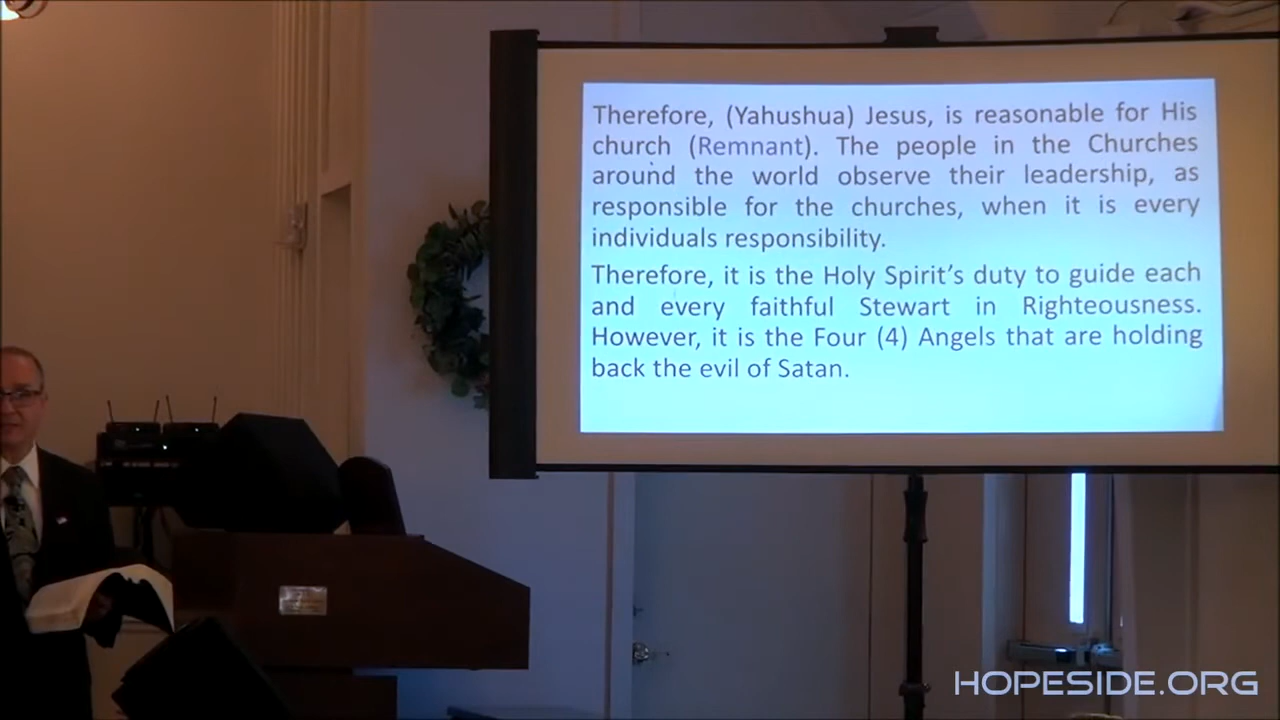 Therefore, (Yahushua) Jesus, is reasonable for His
church (Remnant). The people in the Churches
around the world observe their leadership, as
responsible for the churches, when it is every
individuals responsibility.
Therefore, it is the Holy Spirit's duty to guide each
and every faithful Stewart in Righteousness.
However, it is the Four (4) Angels that are holding
back the evil of Satan.
HOPESIDE.ORG